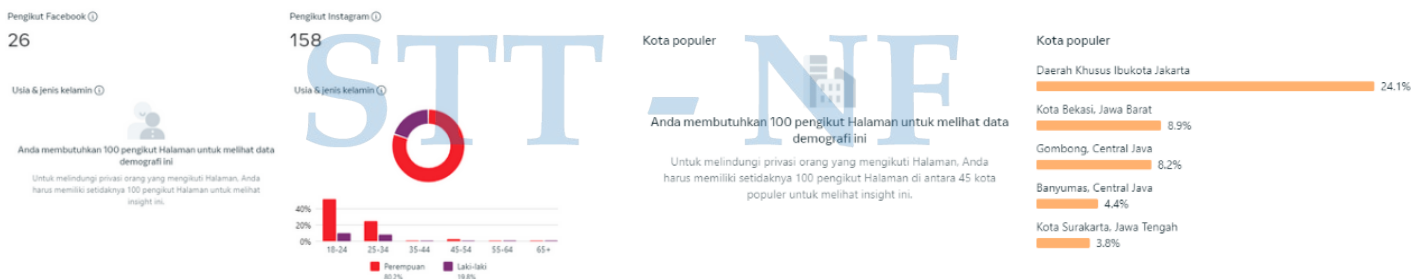 Pengikut Facebook
26
Usia & jenis kelamin
Anda membutuhkan 100 pengikut Halaman untuk melihat data
demografi ini
Untuk melindungi privasi orang yang mengikuti Halaman, Anda
harus memiliki setidaknya 100 pengikut Halaman untuk melihat
insight ini.
Pengikut Instagram
158
Usia & jenis kelamin
40%
20%
0%
18-24 25-34 35-44 45-54 55-64 65+
Perempuan Laki-laki
80.2% 19.8%
STT - NF
Kota populer
Anda membutuhkan 100 pengikut Halaman untuk melihat data
demografi ini
Untuk melindungi privasi orang yang mengikuti Halaman, Anda
harus memiliki setidaknya 100 pengikut Halaman di antara 45 kota
populer untuk melihat insight ini.
Kota populer
Daerah Khusus Ibukota Jakarta
24.1%
Kota Bekasi, Jawa Barat
8.9%
Gombong, Central Java
8.2%
Banyumas, Central Java
4.4%
Kota Surakarta, Jawa Tengah
3.8%